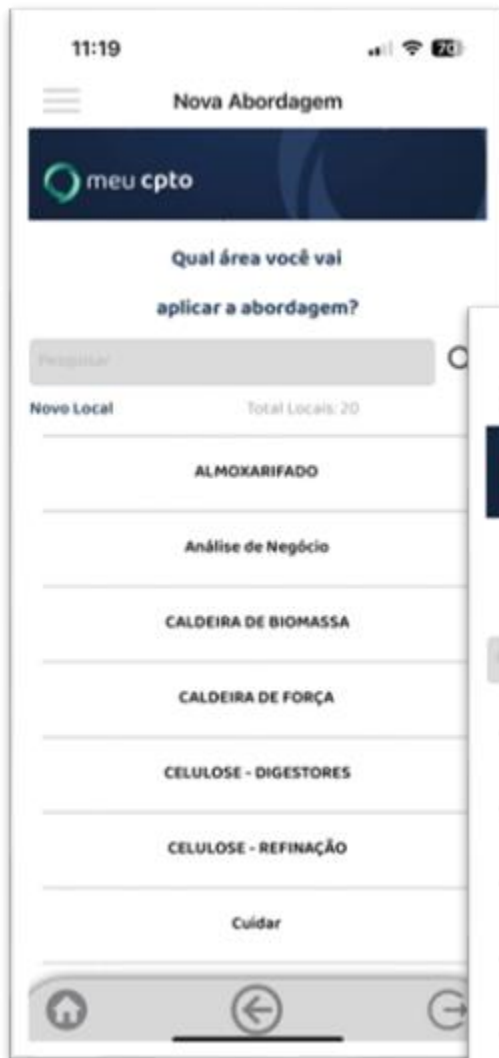 11:19
70
Nova Abordagem
meu cpto
Qual área você vai
aplicar a abordagem?
Pesquisar
Novo Local Total Locais: 20
ALMOXARIFADO
Análise de Negócio
CALDEIRA DE BIOMASSA
CALDEIRA DE FORÇA
CELULOSE - DIGESTORES
CELULOSE - REFINAÇÃO
Cuidar